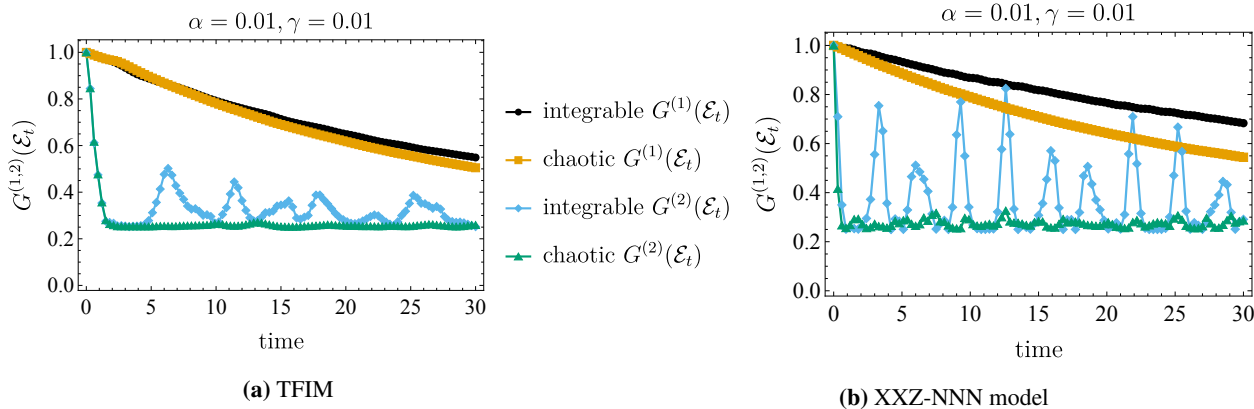 α = 0.01, γ = 0.01
G^(1,2)(ℰ_t)
1.0
0.8
0.6
0.4
0.2
0.0
0 5 10 15 20 25 30
time
(a) TFIM
integrable G^(1)(ℰ_t)
chaotic G^(1)(ℰ_t)
integrable G^(2)(ℰ_t)
chaotic G^(2)(ℰ_t)
α = 0.01, γ = 0.01
G^(1,2)(ℰ_t)
1.0
0.8
0.6
0.4
0.2
0.0
0 5 10 15 20 25 30
time
(b) XXZ-NNN model